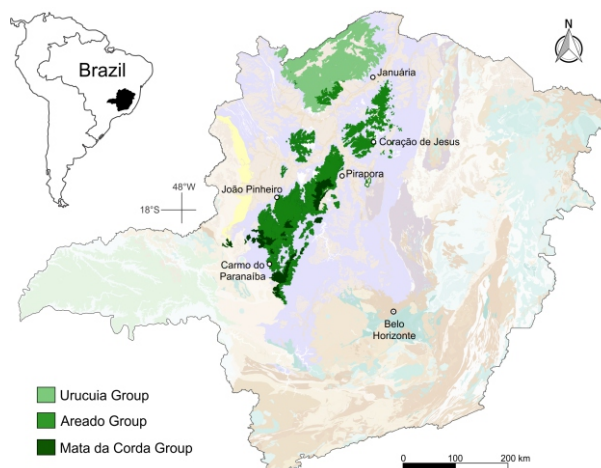 Brazil
N
Januária
Coração de Jesus
Pirapora
João Pinheiro
48°W
18°S
Carmo do
Paranaíba
Belo
Horizonte
Urucuia Group
Areado Group
Mata da Corda Group
0 100 200 km